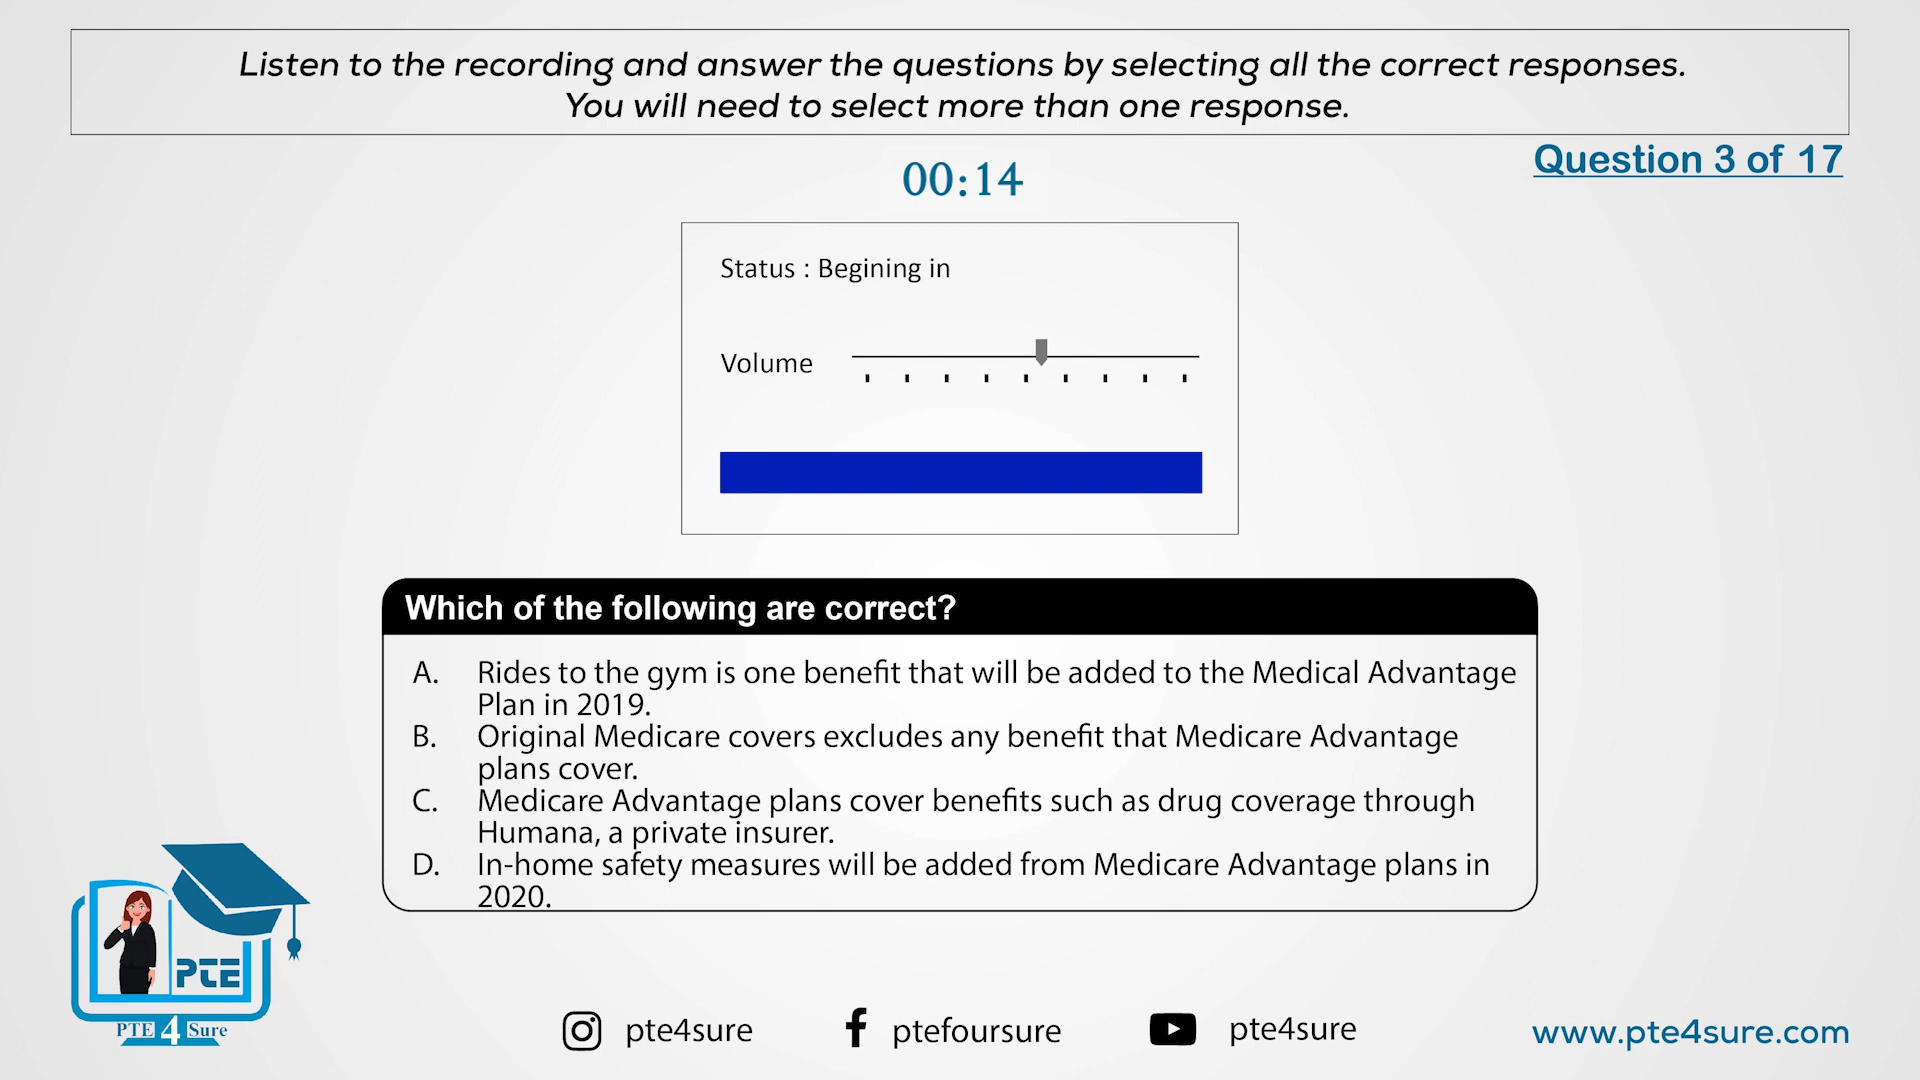 Listen to the recording and answer the questions by selecting all the correct responses.
You will need to select more than one response.
Question 3 of 17
00:14
Status : Begining in
Volume
Which of the following are correct?
A. Rides to the gym is one benefit that will be added to the Medical Advantage
Plan in 2019.
B. Original Medicare covers excludes any benefit that Medicare Advantage
plans cover.
C. Medicare Advantage plans cover benefits such as drug coverage through
Humana, a private insurer.
D. In-home safety measures will be added from Medicare Advantage plans in
2020.
PTE
PTE 4 Sure
pte4sure
ptefoursure
pte4sure
www.pte4sure.com